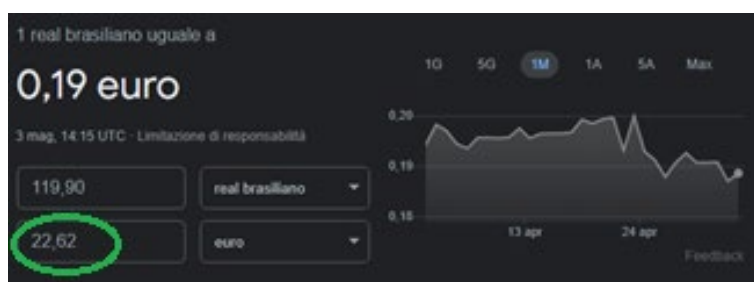 1 real brasiliano uguale a
0,19 euro
3 mag, 14:15 UTC · Limitazione di responsabilità
119,90 real brasiliano
22,62 euro
1G 5G 1M 1A 5A Max
0,20
0,19
0,18
13 apr 24 apr
Feedback